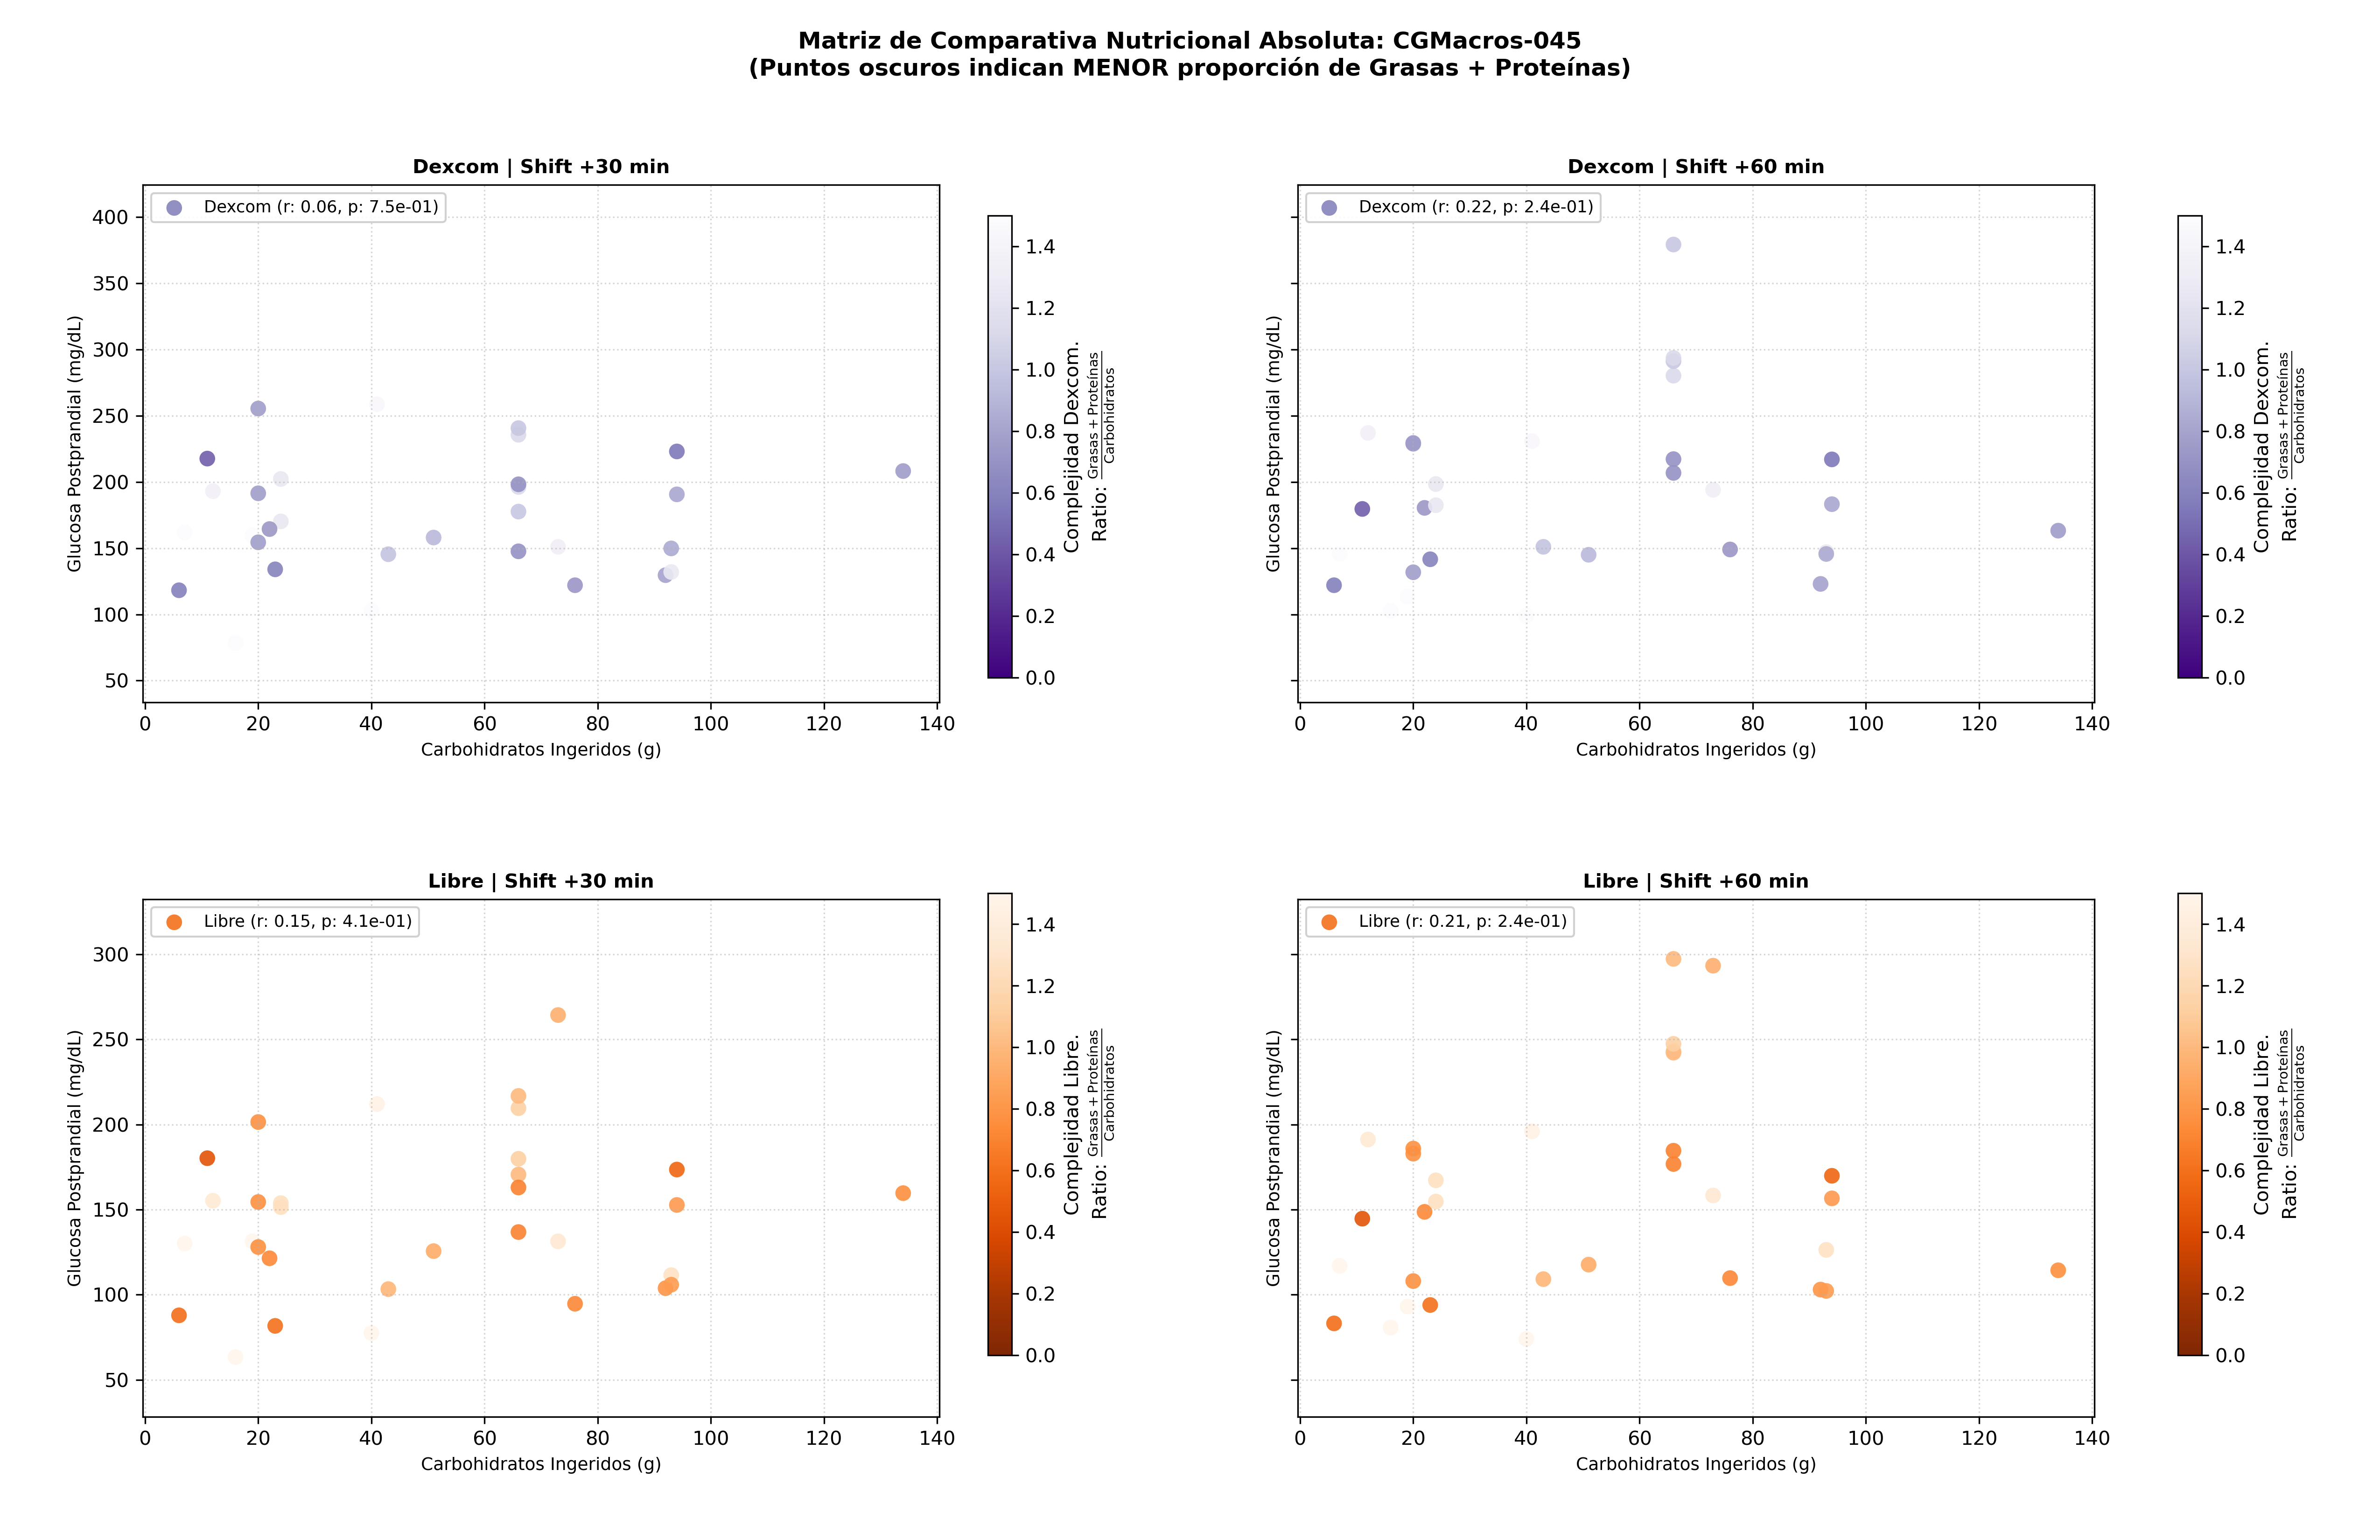 Matriz de Comparativa Nutricional Absoluta: CGMacros-045
(Puntos oscuros indican MENOR proporción de Grasas + Proteínas)
Dexcom | Shift +30 min
Dexcom (r: 0.06, p: 7.5e-01)
Glucosa Postprandial (mg/dL)
400
350
300
250
200
150
100
50
0
20
40
60
80
100
120
140
Carbohidratos Ingeridos (g)
1.4
1.2
1.0
0.8
0.6
0.4
0.2
0.0
Complejidad Dexcom.
Ratio: Grasas + Proteínas
Carbohidratos
Dexcom | Shift +60 min
Dexcom (r: 0.22, p: 2.4e-01)
Glucosa Postprandial (mg/dL)
0
20
40
60
80
100
120
140
Carbohidratos Ingeridos (g)
1.4
1.2
1.0
0.8
0.6
0.4
0.2
0.0
Complejidad Dexcom.
Ratio: Grasas + Proteínas
Carbohidratos
Libre | Shift +30 min
Libre (r: 0.15, p: 4.1e-01)
Glucosa Postprandial (mg/dL)
300
250
200
150
100
50
0
20
40
60
80
100
120
140
Carbohidratos Ingeridos (g)
1.4
1.2
1.0
0.8
0.6
0.4
0.2
0.0
Complejidad Libre.
Ratio: Grasas + Proteínas
Carbohidratos
Libre | Shift +60 min
Libre (r: 0.21, p: 2.4e-01)
Glucosa Postprandial (mg/dL)
0
20
40
60
80
100
120
140
Carbohidratos Ingeridos (g)
1.4
1.2
1.0
0.8
0.6
0.4
0.2
0.0
Complejidad Libre.
Ratio: Grasas + Proteínas
Carbohidratos